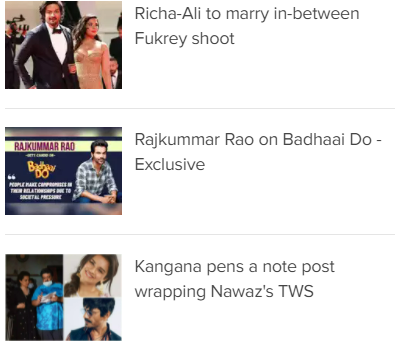 Richa-Ali to marry in-between
Fukrey shoot
Rajkummar Rao on Badhaai Do -
Exclusive
RAJKUMMAR RAO
Badhaai
DO
PEOPLE MAKE COMPROMISES IN
THEIR RELATIONSHIPS DUE TO
SOCIETAL PRESSURE
Kangana pens a note post
wrapping Nawaz's TWS